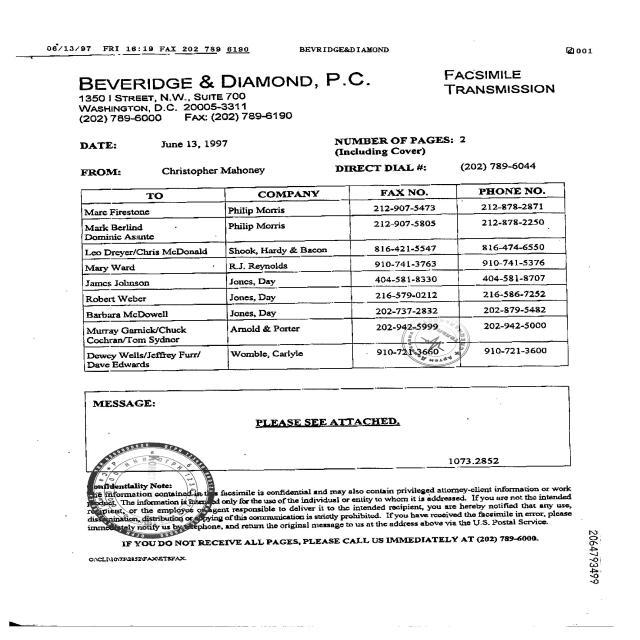 06/13/97 FRI 16:19 FAX 202 789 6190 BEVRIDGE&DIAMOND 001
BEVERIDGE & DIAMOND, P.C.
FACSIMILE
TRANSMISSION
1350 I STREET, N.W., SUITE 700
WASHINGTON, D.C. 20005-3311
(202) 789-6000 FAX: (202) 789-6190
DATE: June 13, 1997
NUMBER OF PAGES: 2
(Including Cover)
FROM: Christopher Mahoney
DIRECT DIAL #: (202) 789-6044
TO COMPANY FAX NO. PHONE NO.
Marc Firestone Philip Morris 212-907-5473 212-878-2871
Mark Berlind Philip Morris 212-907-5805 212-878-2250
Dominic Asante
Leo Dreyer/Chris McDonald Shook, Hardy & Bacon 816-421-5547 816-474-6550
Mary Ward R.J. Reynolds 910-741-3763 910-741-5376
James Johnson Jones, Day 404-581-8330 404-581-8707
Robert Weber Jones, Day 216-579-0212 216-586-7252
Barbara McDowell Jones, Day 202-737-2832 202-879-5482
Murray Garnick/Chuck Arnold & Porter 202-942-5999 202-942-5000
Cochran/Tom Sydnor
Dewey Wells/Jeffrey Furr/ Womble, Carlyle 910-721-3660 910-721-3600
Dave Edwards
MESSAGE:
PLEASE SEE ATTACHED.
1073.2852
Confidentiality Note:
The information contained in this facsimile is confidential and may also contain privileged attorney-client information or work
product. The information is intended only for the use of the individual or entity to whom it is addressed. If you are not the intended
recipient, or the employee or agent responsible to deliver it to the intended recipient, you are hereby notified that any use,
dissemination, distribution or copying of this communication is strictly prohibited. If you have received the facsimile in error, please
immediately notify us by telephone, and return the original message to us at the address above via the U.S. Postal Service.
IF YOU DO NOT RECEIVE ALL PAGES, PLEASE CALL US IMMEDIATELY AT (202) 789-6000.
2064793499